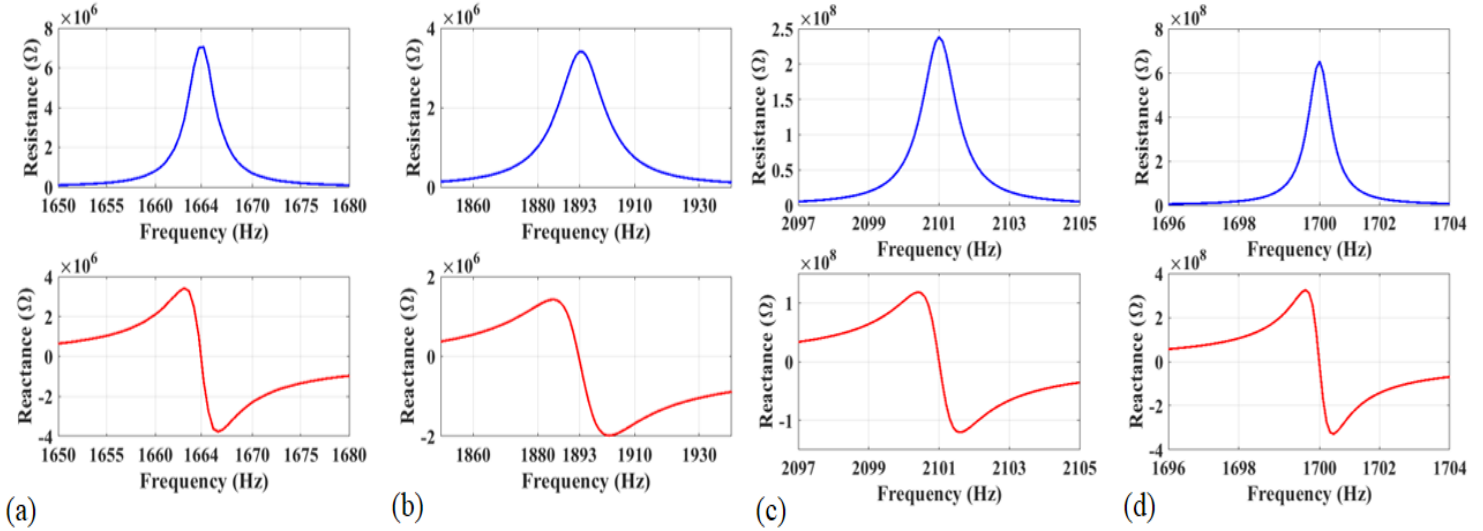 ×10⁶
Resistance (Ω)
8
6
4
2
0
1650 1655 1660 1664 1670 1675 1680
Frequency (Hz)
×10⁶
Resistance (Ω)
4
2
0
1860 1880 1893 1910 1930
Frequency (Hz)
×10⁸
Resistance (Ω)
2.5
2
1.5
1
0.5
0
2097 2099 2101 2103 2105
Frequency (Hz)
×10⁸
Resistance (Ω)
8
6
4
2
0
1696 1698 1700 1702 1704
Frequency (Hz)
×10⁶
Reactance (Ω)
4
2
0
-2
-4
1650 1655 1660 1664 1670 1675 1680
Frequency (Hz)
(a)
×10⁶
Reactance (Ω)
2
0
-2
1860 1880 1893 1910 1930
Frequency (Hz)
(b)
×10⁸
Reactance (Ω)
1
0
-1
2097 2099 2101 2103 2105
Frequency (Hz)
(c)
×10⁸
Reactance (Ω)
4
2
0
-2
-4
1696 1698 1700 1702 1704
Frequency (Hz)
(d)